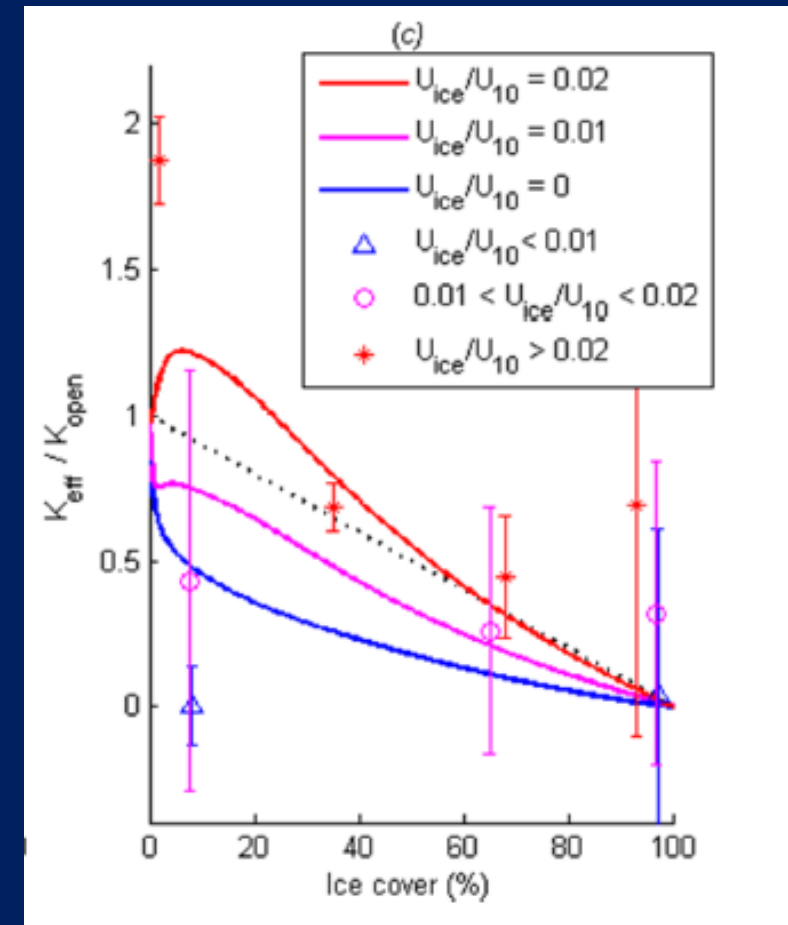 (c)
U_ice/U_10 = 0.02
U_ice/U_10 = 0.01
U_ice/U_10 = 0
U_ice/U_10 < 0.01
0.01 < U_ice/U_10 < 0.02
U_ice/U_10 > 0.02
2
1.5
1
0.5
0
K_eff / K_open
0 20 40 60 80 100
Ice cover (%)